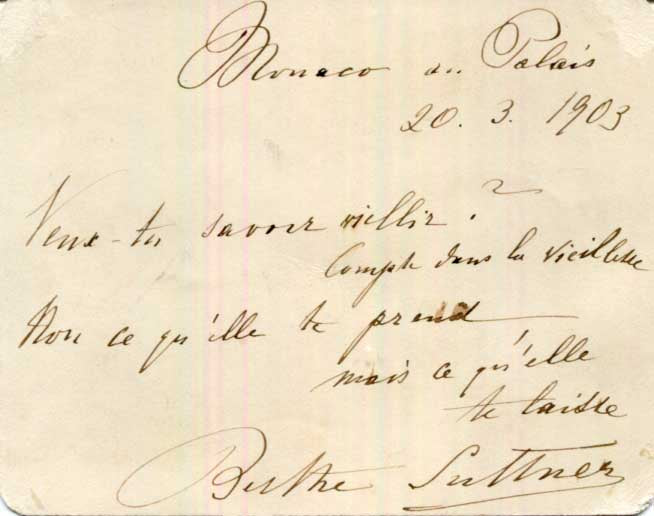 Monaco au Palais
20. 3. 1903
Veux-tu savoir vieillir ?
Compte dans la vieillesse
Non ce qu'elle te prend
mais ce qu'elle
te laisse
Berthe Suttner